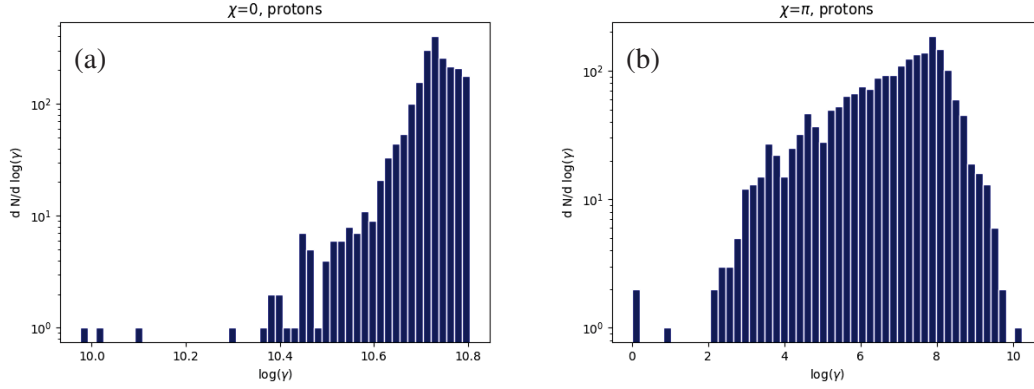 χ=0, protons
(a)
10²
10¹
10⁰
d N/d log(γ)
10.0 10.2 10.4 10.6 10.8
log(γ)
χ=π, protons
(b)
10²
10¹
10⁰
d N/d log(γ)
0 2 4 6 8 10
log(γ)